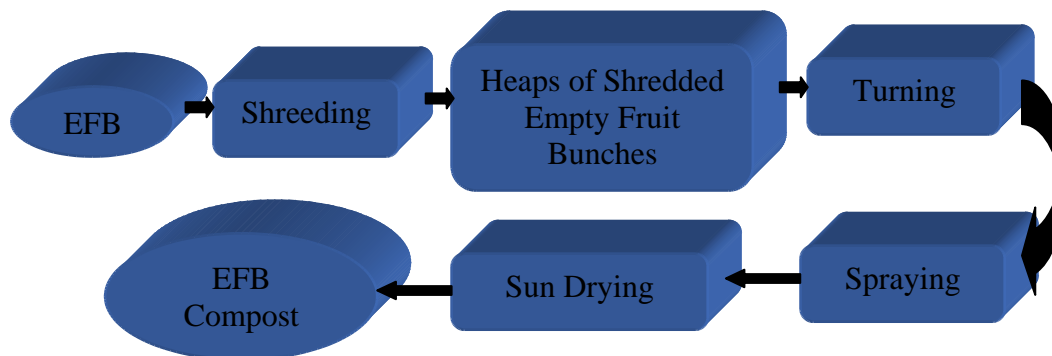 EFB
Shreeding
Heaps of Shredded
Empty Fruit
Bunches
Turning
Spraying
Sun Drying
EFB
Compost